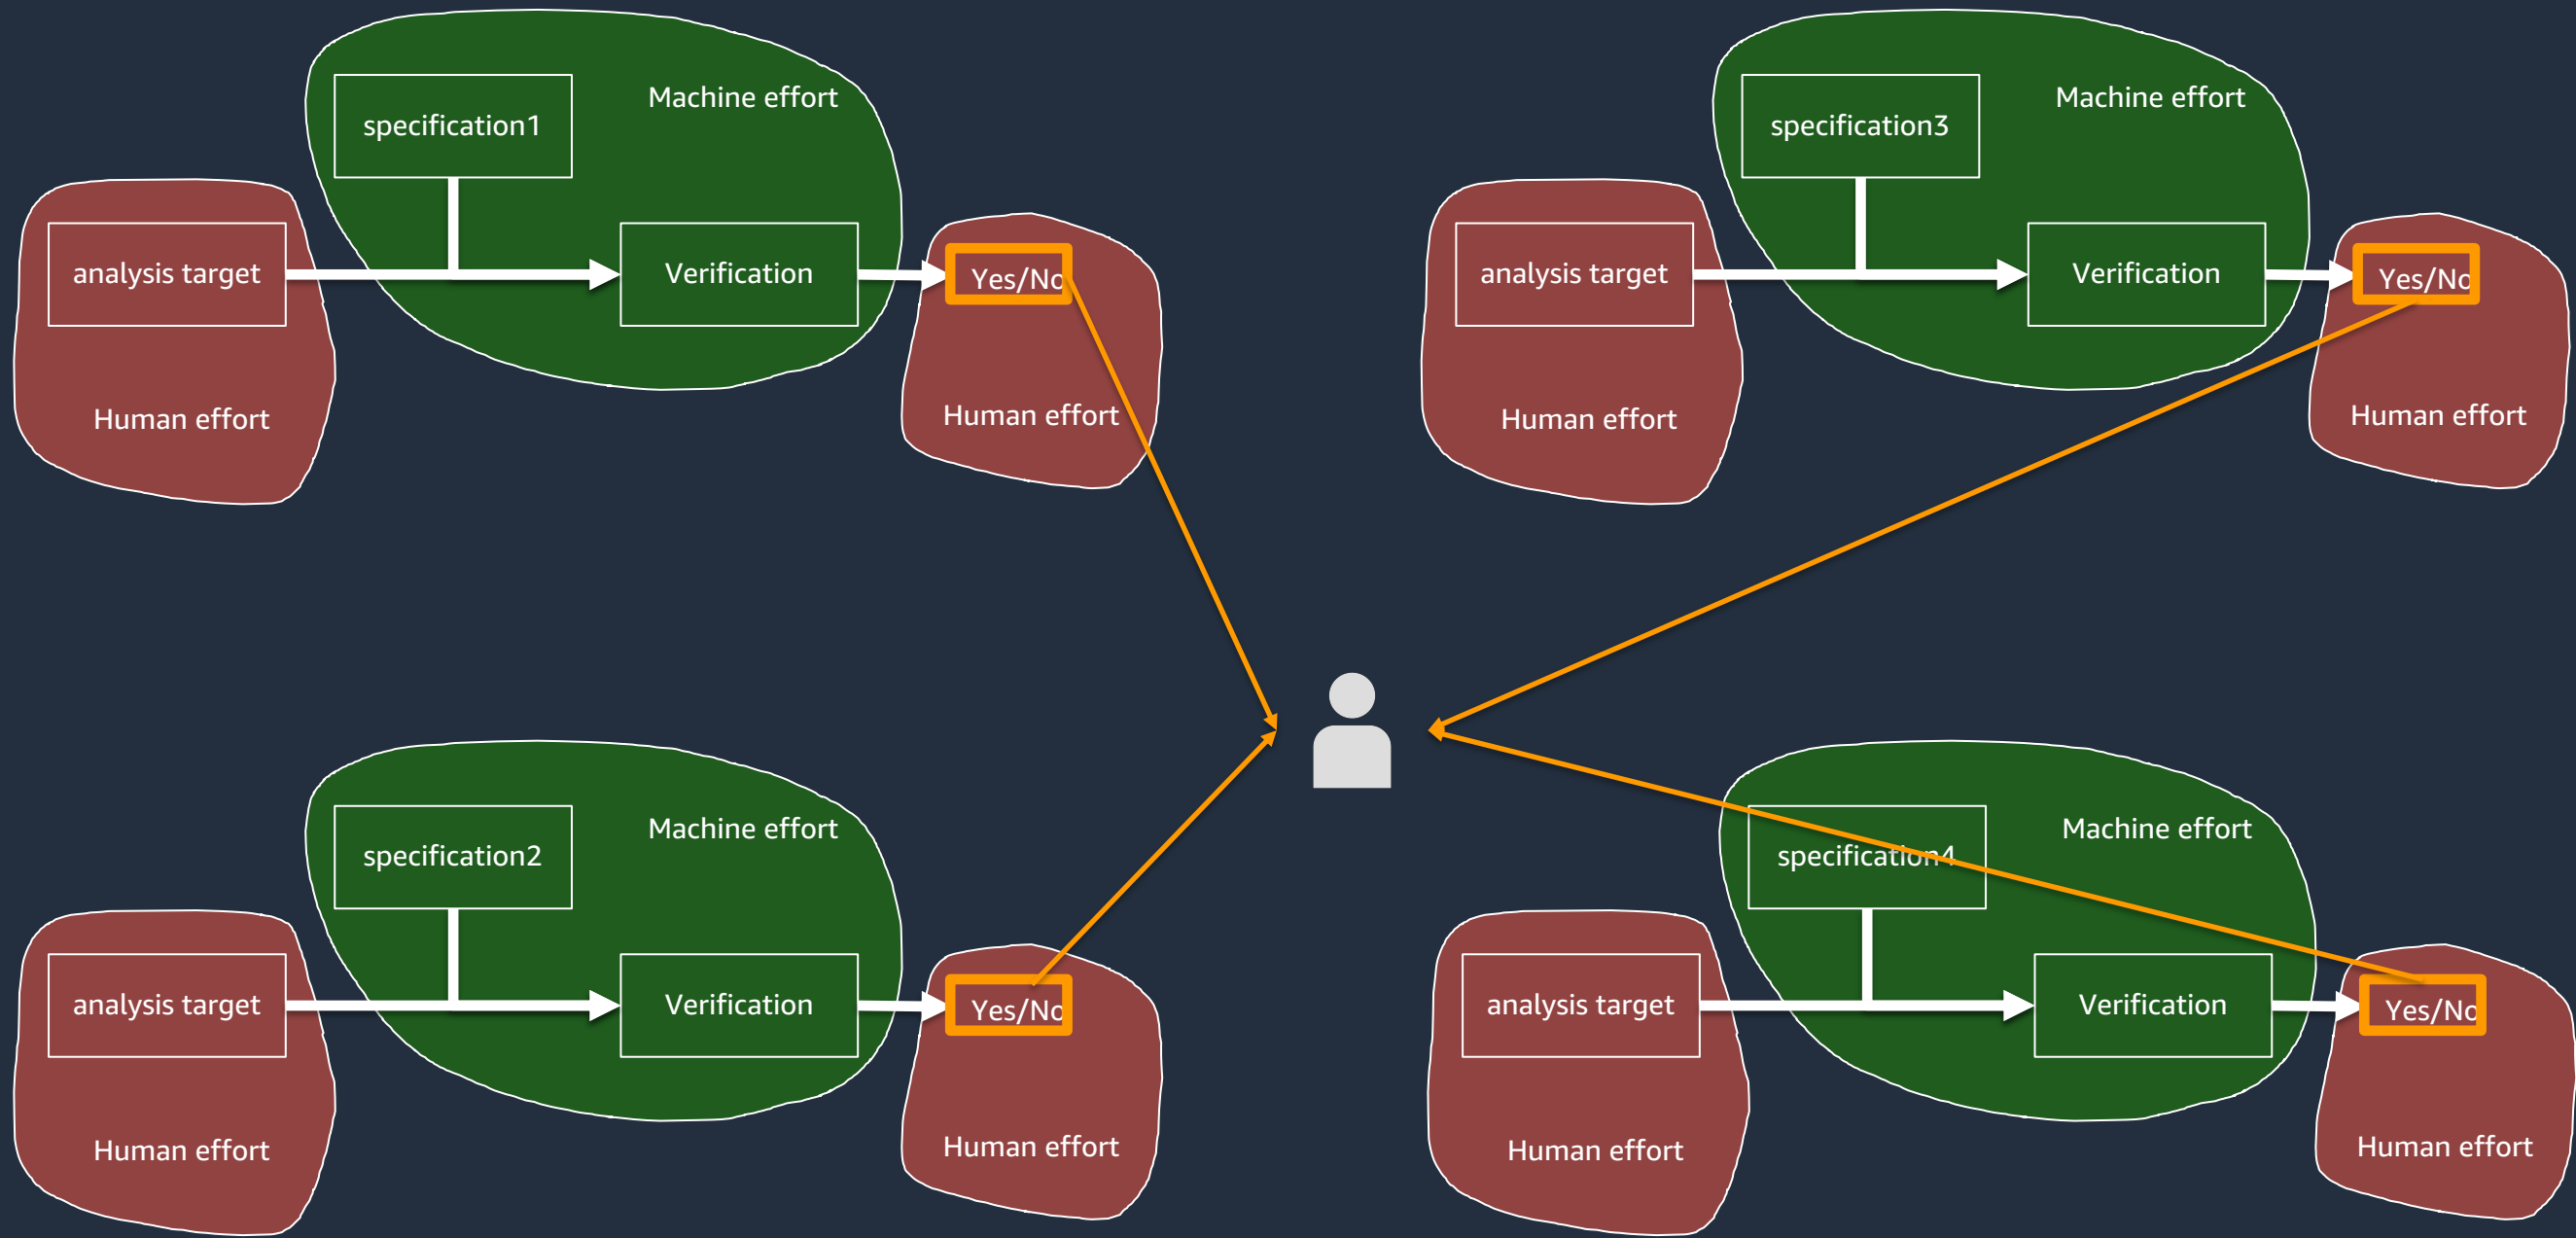 specification1
Machine effort
analysis target
Verification
Yes/No
Human effort
Human effort
specification3
Machine effort
analysis target
Verification
Yes/No
Human effort
Human effort
specification2
Machine effort
analysis target
Verification
Yes/No
Human effort
Human effort
specification4
Machine effort
analysis target
Verification
Yes/No
Human effort
Human effort